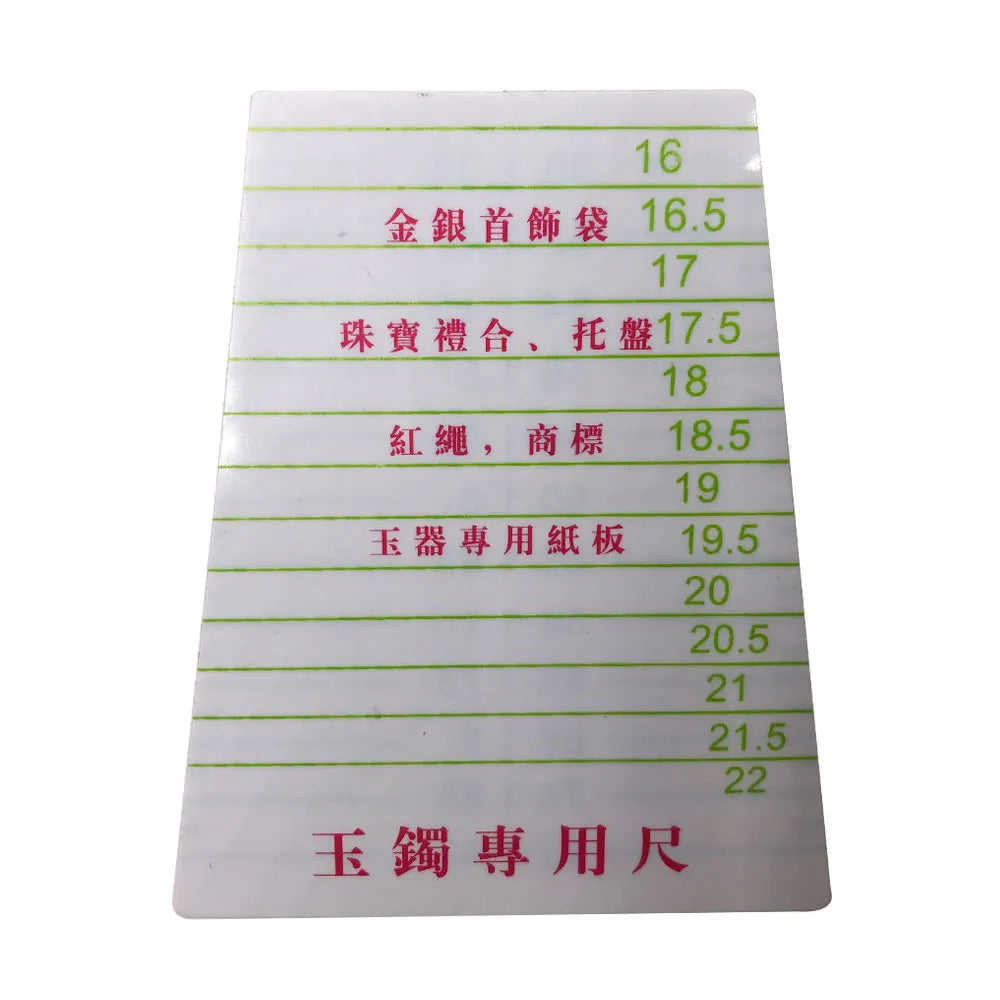 16
金銀首飾袋 16.5
17
珠寶禮合、托盤 17.5
18
紅繩，商標 18.5
19
玉器專用紙板 19.5
20
20.5
21
21.5
22
玉鐲專用尺